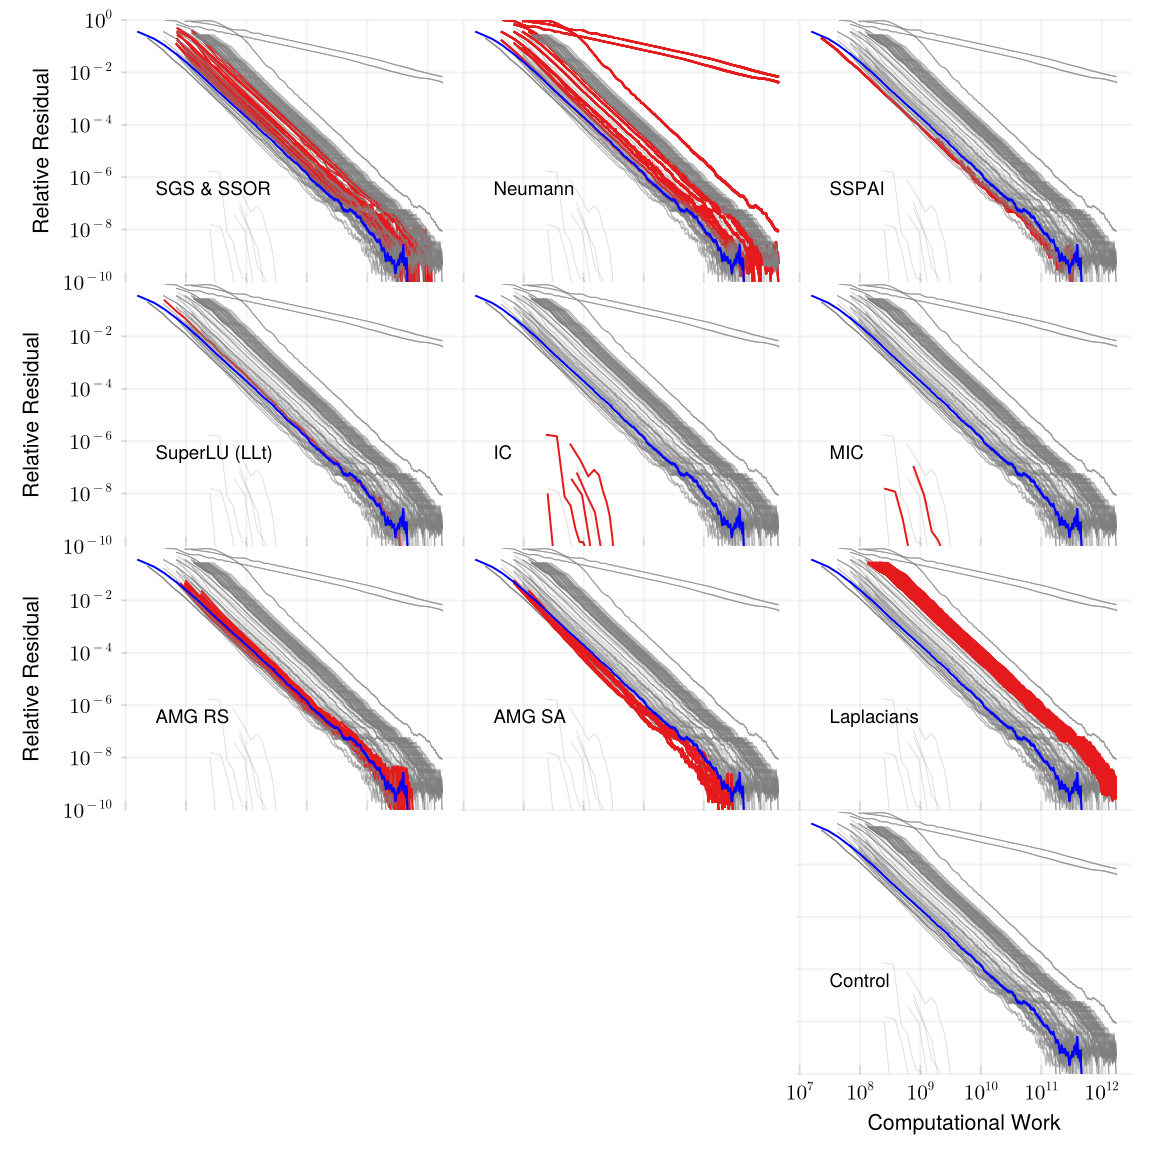 10^0
10^−2
10^−4
10^−6
10^−8
10^−10
Relative Residual
SGS & SSOR
Neumann
SSPAI
10^−2
10^−4
10^−6
10^−8
10^−10
Relative Residual
SuperLU (LLt)
IC
MIC
10^−2
10^−4
10^−6
10^−8
10^−10
Relative Residual
AMG RS
AMG SA
Laplacians
Control
10^7 10^8 10^9 10^10 10^11 10^12
Computational Work